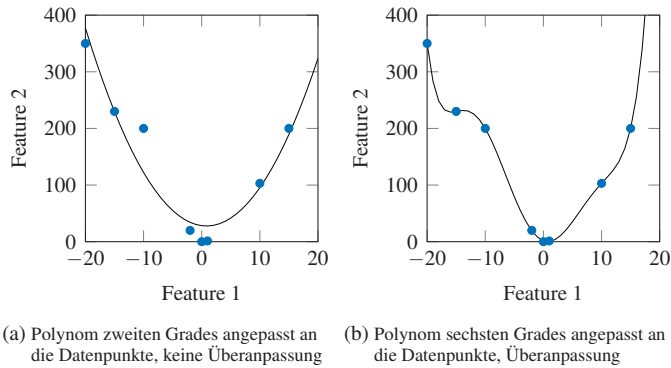 400
300
200
100
0
−20
−10
0
10
20
Feature 2
Feature 1
400
300
200
100
0
−20
−10
0
10
20
Feature 2
Feature 1
(a) Polynom zweiten Grades angepasst an
die Datenpunkte, keine Überanpassung
(b) Polynom sechsten Grades angepasst an
die Datenpunkte, Überanpassung